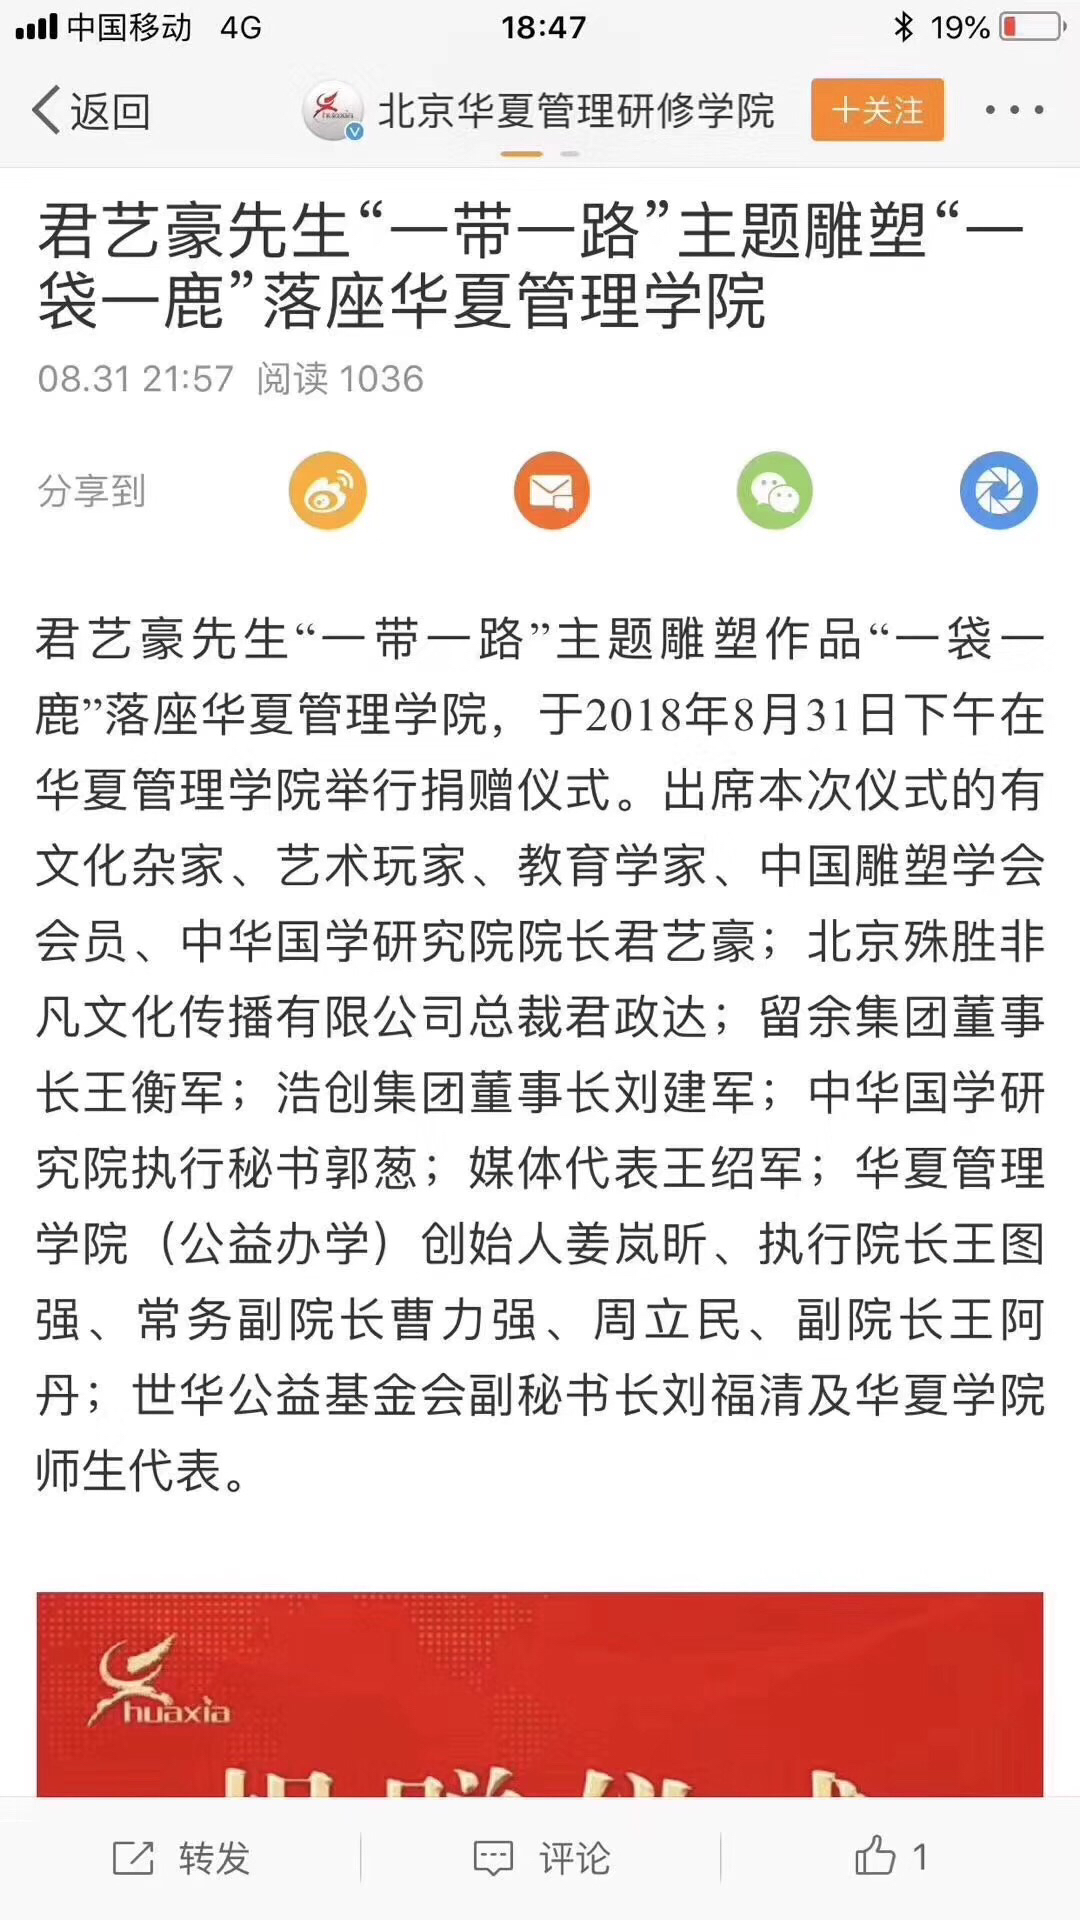 中国移动 4G 18:47 19%
返回 huaxia 北京华夏管理研修学院 十关注
君艺豪先生“一带一路”主题雕塑“一
袋一鹿”落座华夏管理学院
08.31 21:57 阅读 1036
分享到
君艺豪先生“一带一路”主题雕塑作品“一袋一
鹿”落座华夏管理学院，于2018年8月31日下午在
华夏管理学院举行捐赠仪式。出席本次仪式的有
文化杂家、艺术玩家、教育学家、中国雕塑学会
会员、中华国学研究院院长君艺豪；北京殊胜非
凡文化传播有限公司总裁君政达；留余集团董事
长王衡军；浩创集团董事长刘建军；中华国学研
究院执行秘书郭葱；媒体代表王绍军；华夏管理
学院（公益办学）创始人姜岚昕、执行院长王图
强、常务副院长曹力强、周立民、副院长王阿
丹；世华公益基金会副秘书长刘福清及华夏学院
师生代表。
huaxia
转发 评论 1